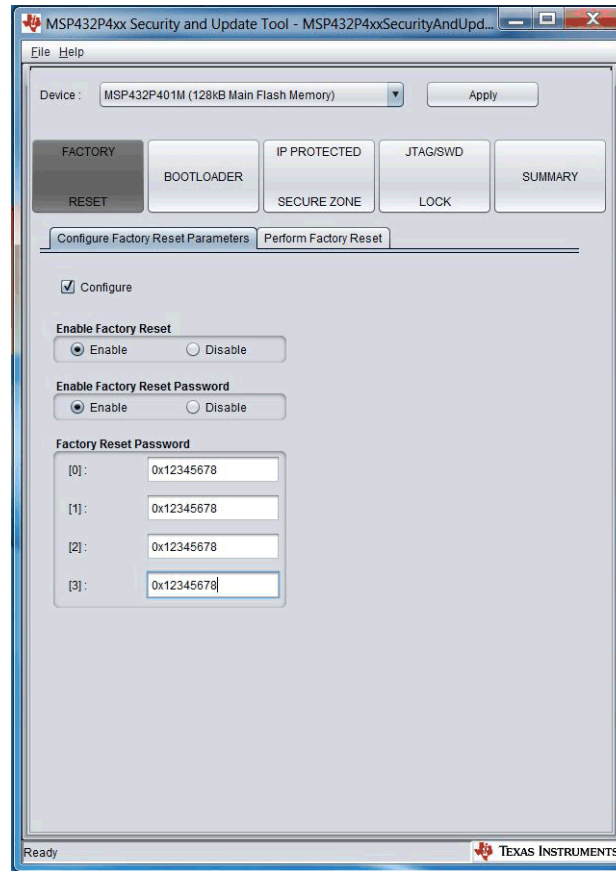 MSP432P4xx Security and Update Tool - MSP432P4xxSecurityAndUpd...
File Help
Device : MSP432P401M (128kB Main Flash Memory) Apply
FACTORY
RESET
BOOTLOADER
IP PROTECTED
SECURE ZONE
JTAG/SWD
LOCK
SUMMARY
Configure Factory Reset Parameters Perform Factory Reset
Configure
Enable Factory Reset
Enable Disable
Enable Factory Reset Password
Enable Disable
Factory Reset Password
[0] : 0x12345678
[1] : 0x12345678
[2] : 0x12345678
[3] : 0x12345678
Ready TEXAS INSTRUMENTS